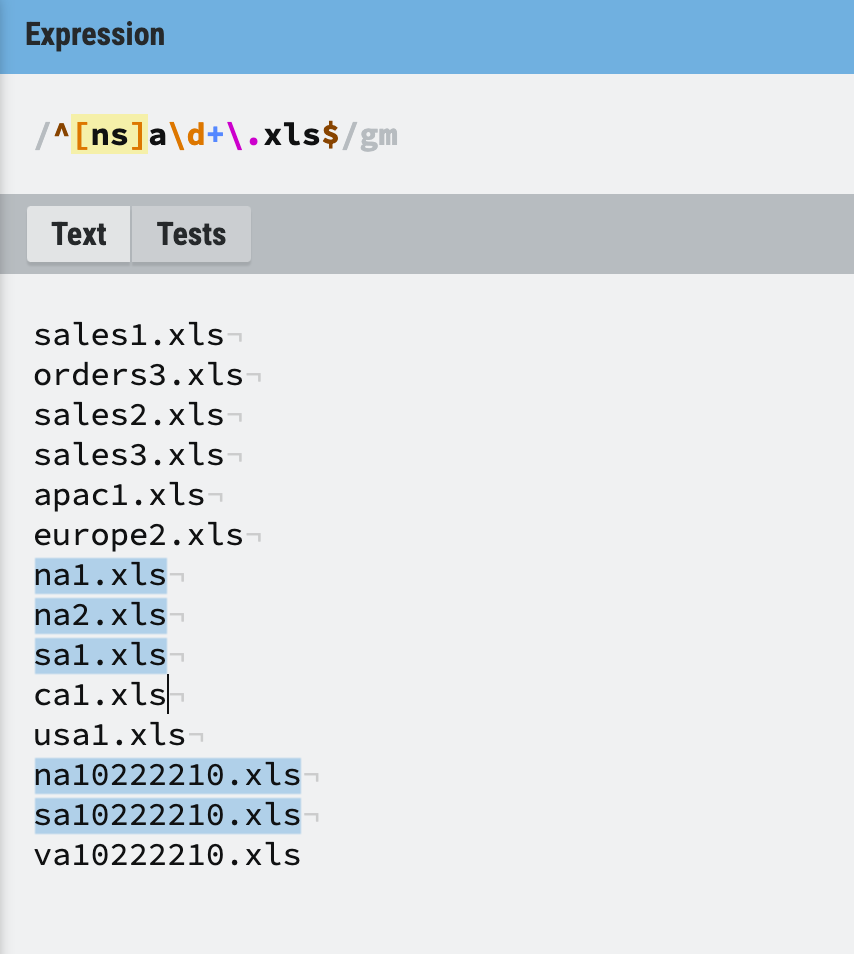 Expression
/^[ns]a\d+\.xls$/gm
Text Tests
sales1.xls¬
orders3.xls¬
sales2.xls¬
sales3.xls¬
apac1.xls¬
europe2.xls¬
na1.xls¬
na2.xls¬
sa1.xls¬
ca1.xls¬
usa1.xls¬
na10222210.xls¬
sa10222210.xls¬
va10222210.xls